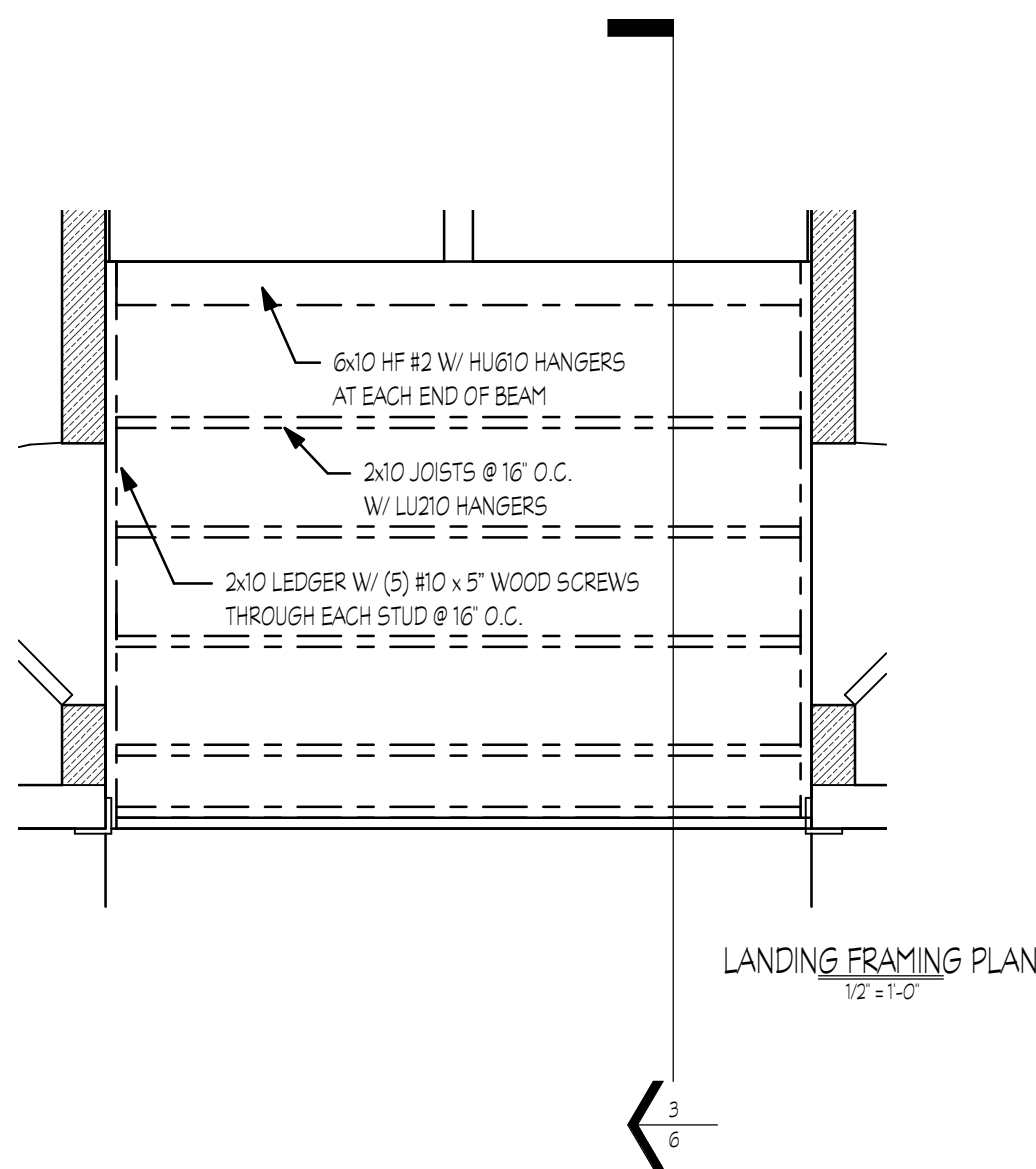 6x10 HF #2 W/ HU610 HANGERS
AT EACH END OF BEAM
2x10 JOISTS @ 16" O.C.
W/ LU210 HANGERS
2x10 LEDGER W/ (5) #10 x 5" WOOD SCREWS
THROUGH EACH STUD @ 16" O.C.
LANDING FRAMING PLAN
1/2" = 1'-0"
3
6